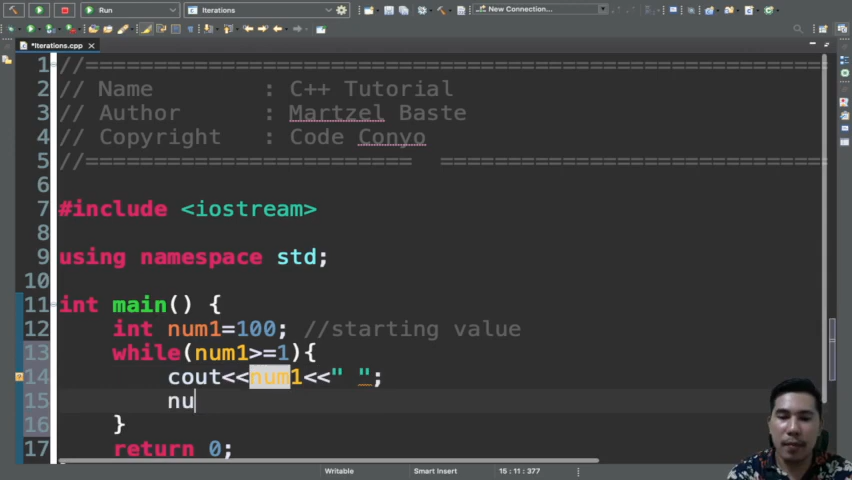 Run
Iterations
New Connection...
*Iterations.cpp
1 //==============================================================
2 // Name          : C++ Tutorial
3 // Author        : Martzel Baste
4 // Copyright     : Code Conyo
5 //======================== ==============================
6
7 #include <iostream>
8
9 using namespace std;
10
11 int main() {
12     int num1=100; //starting value
13     while(num1>=1){
14         cout<<num1<<" ";
15         nu
16     }
17     return 0;
Writable Smart Insert 15 : 11 : 377